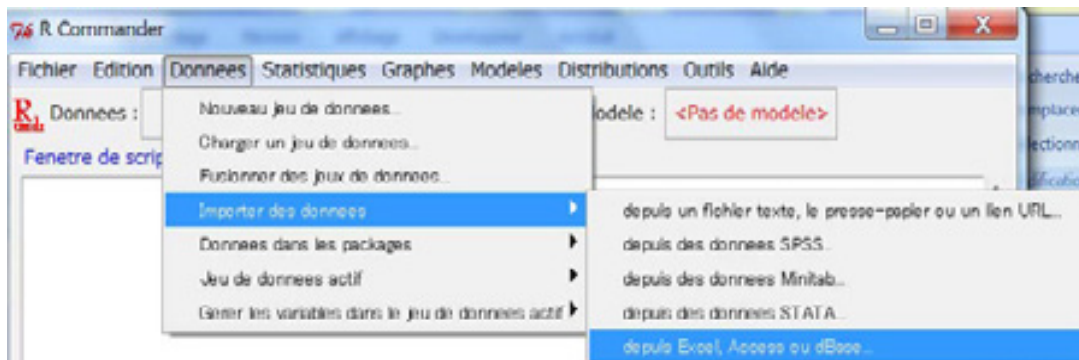 R Commander
Fichier Edition Donnees Statistiques Graphes Modeles Distributions Outils Aide
Donnees :
Nouveau jeu de donnees...
odele : <Pas de modele>
Charger un jeu de donnees...
Fenetre de scrip
Fusionner des jeux de donnees...
Importer des donnees
depuis un fichier texte, le presse-papier ou un lien URL...
Donnees dans les packages
depuis des donnees SPSS...
Jeu de donnees actif
depuis des donnees Minitab...
Gerer les variables dans le jeu de donnees actif
depuis des donnees STATA...
depuis Excel, Access ou dBase...
cherche
mplace
ection